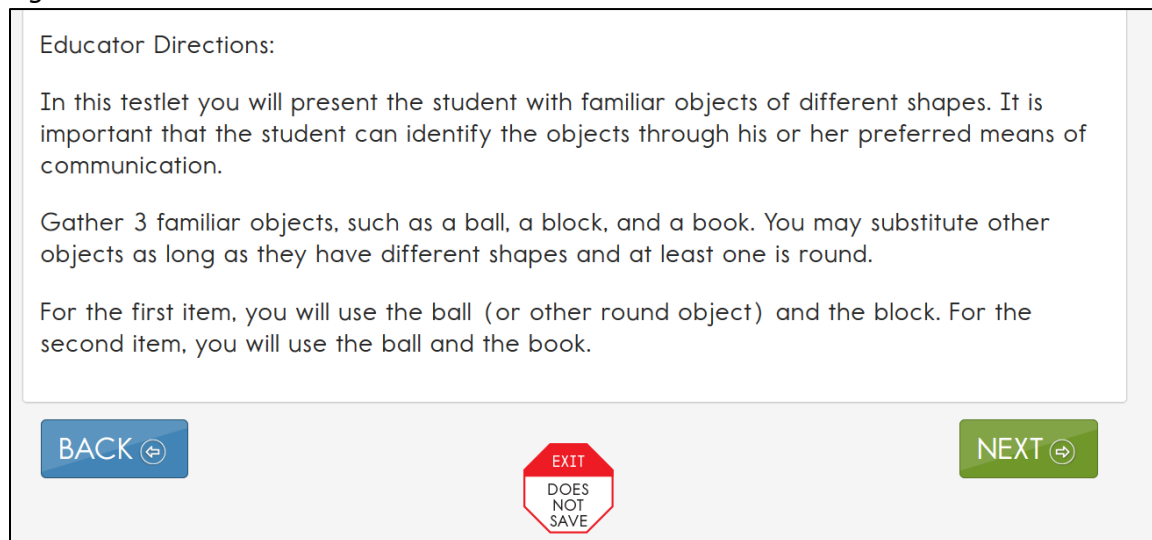 Educator Directions:
In this testlet you will present the student with familiar objects of different shapes. It is
important that the student can identify the objects through his or her preferred means of
communication.
Gather 3 familiar objects, such as a ball, a block, and a book. You may substitute other
objects as long as they have different shapes and at least one is round.
For the first item, you will use the ball (or other round object) and the block. For the
second item, you will use the ball and the book.
BACK
EXIT
DOES
NOT
SAVE
NEXT